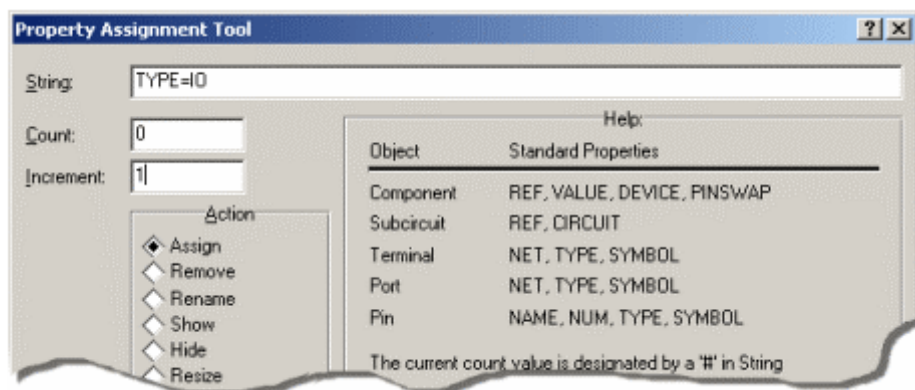 Property Assignment Tool
String: TYPE=IO
Count: 0
Increment: 1
Action
Assign
Remove
Rename
Show
Hide
Resize
Help:
Object Standard Properties
Component REF, VALUE, DEVICE, PINSWAP
Subcircuit REF, CIRCUIT
Terminal NET, TYPE, SYMBOL
Port NET, TYPE, SYMBOL
Pin NAME, NUM, TYPE, SYMBOL
The current count value is designated by a '#' in String